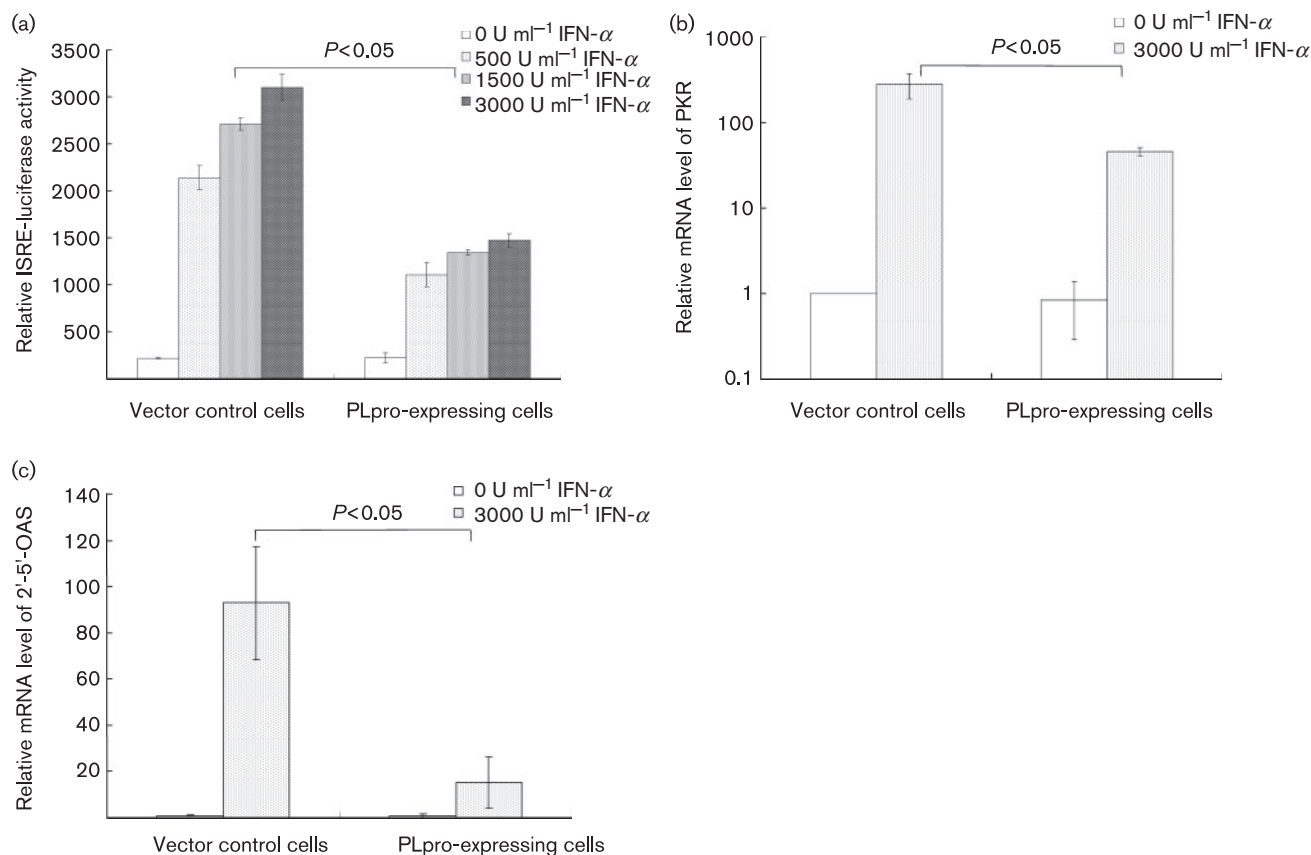 (a)
Relative ISRE-luciferase activity
3500
3000
2500
2000
1500
1000
500
P<0.05
0 U ml⁻¹ IFN-α
500 U ml⁻¹ IFN-α
1500 U ml⁻¹ IFN-α
3000 U ml⁻¹ IFN-α
Vector control cells
PLpro-expressing cells
(b)
Relative mRNA level of PKR
1000
100
10
1
0.1
P<0.05
0 U ml⁻¹ IFN-α
3000 U ml⁻¹ IFN-α
Vector control cells
PLpro-expressing cells
(c)
Relative mRNA level of 2'-5'-OAS
140
120
100
80
60
40
20
P<0.05
0 U ml⁻¹ IFN-α
3000 U ml⁻¹ IFN-α
Vector control cells
PLpro-expressing cells